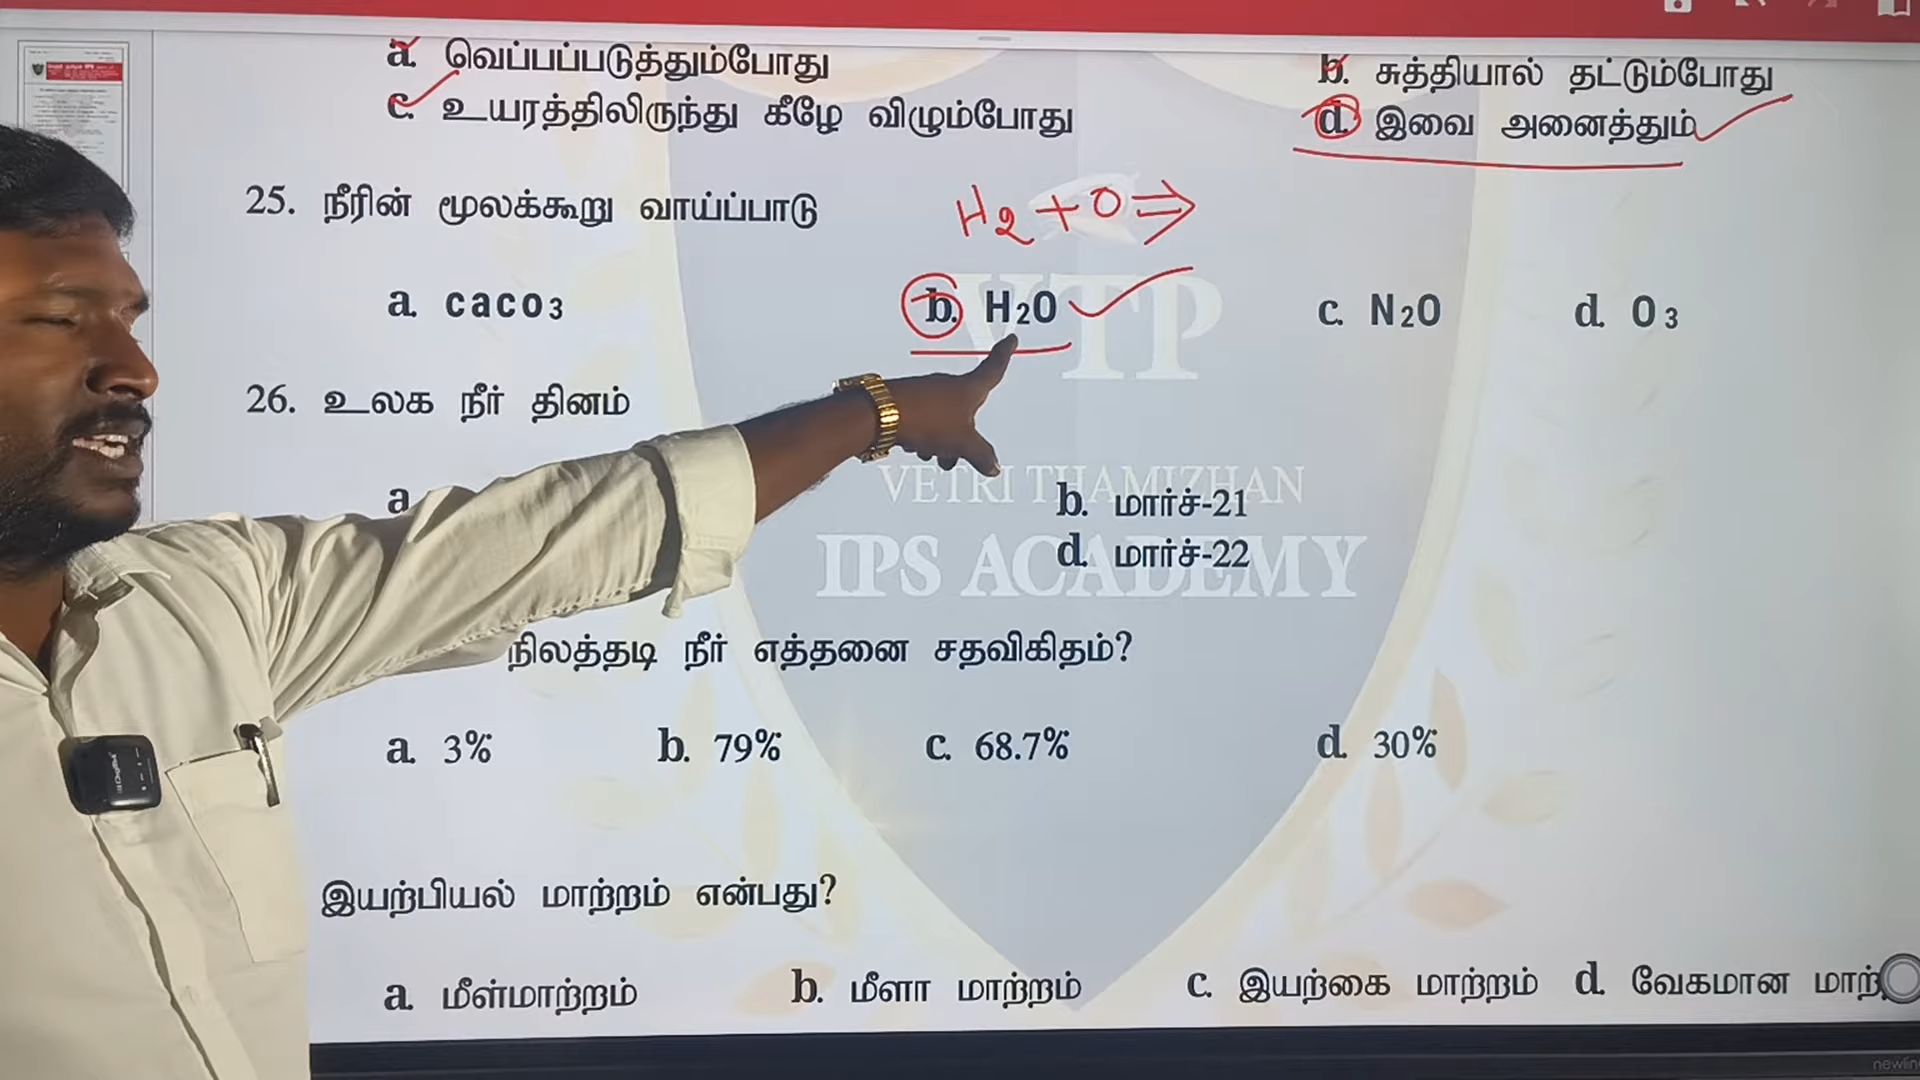 a. வெப்பப்படுத்தும்போது b. சுத்தியால் தட்டும்போது
c. உயரத்திலிருந்து கீழே விழும்போது d. இவை அனைத்தும்
25. நீரின் மூலக்கூறு வாய்ப்பாடு H2 + O ⇒
a. caco3 b. H2O c. N2O d. O3
VTP
26. உலக நீர் தினம்
VETRI THAMIZHAN
a b. மார்ச்-21
IPS ACADEMY
d. மார்ச்-22
நிலத்தடி நீர் எத்தனை சதவிகிதம்?
a. 3% b. 79% c. 68.7% d. 30%
இயற்பியல் மாற்றம் என்பது?
a. மீள்மாற்றம் b. மீளா மாற்றம் c. இயற்கை மாற்றம் d. வேகமான
newlin